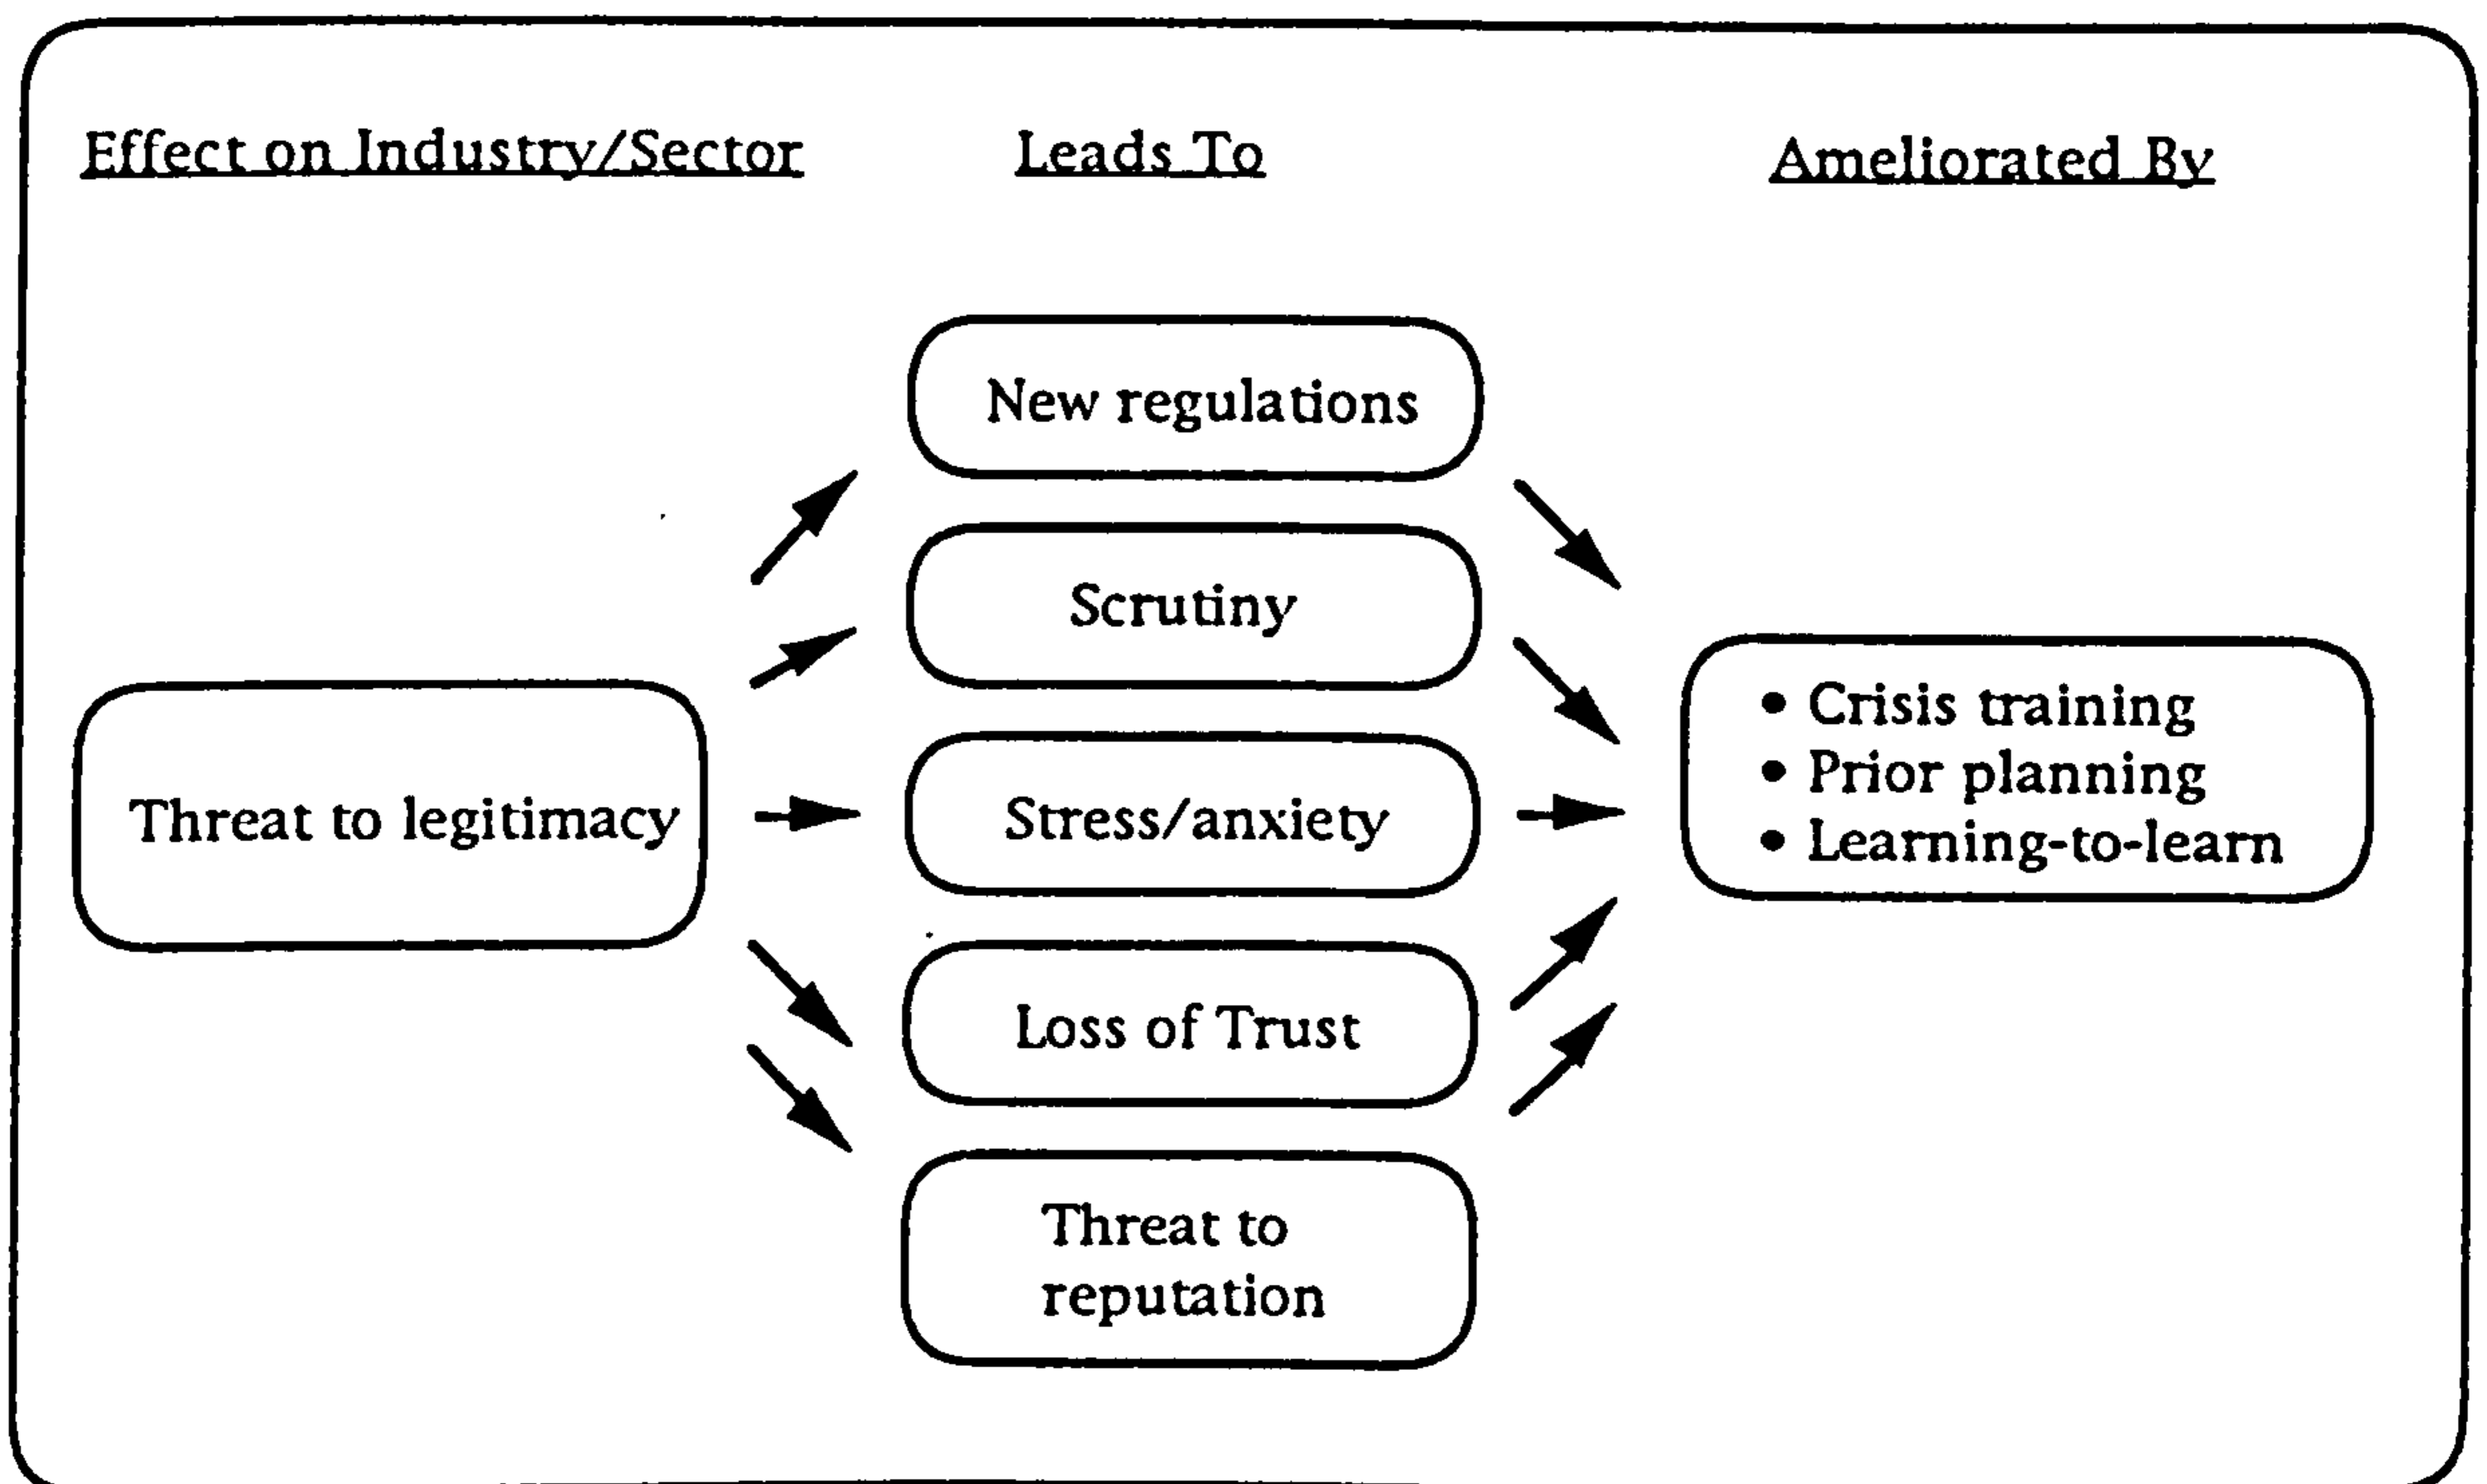 Effect on Industry/Sector
Leads To
Ameliorated By
New regulations
Scrutiny
Stress/anxiety
Loss of Trust
Threat to
reputation
Threat to legitimacy
• Crisis training
• Prior planning
• Learning-to-learn